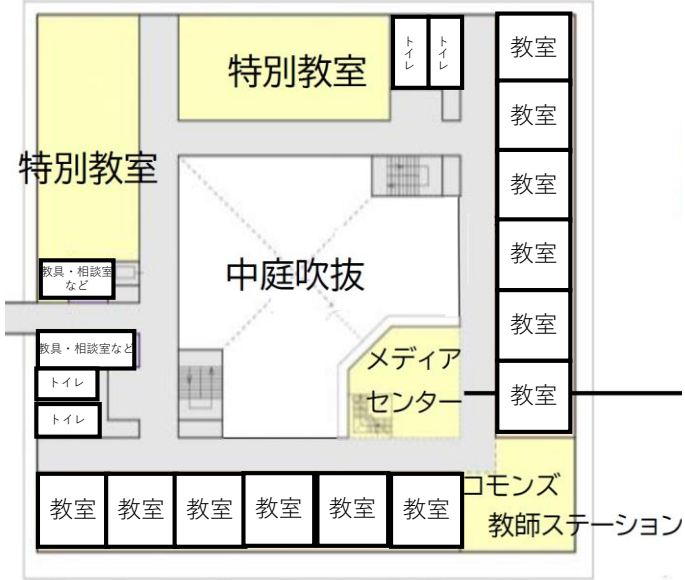 特別教室
トイレ
トイレ
教室
教室
特別教室
教室
教具・相談室
など
中庭吹抜
教室
教室
教具・相談室など
トイレ
トイレ
メディア
センター
教室
教室
教室
教室
教室
教室
教室
コモンズ
教師ステーション